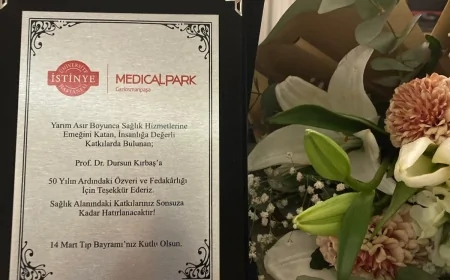 ÜNİVERSİTE
İSTİNYE
HASTANESİ
MEDICALPARK
Gaziosmanpaşa
Yarım Asır Boyunca Sağlık Hizmetlerine
Emeğini Katan, İnsanlığa Değerli
Katkılarda Bulunan;
Prof. Dr. Dursun Kırbaş'a
50 Yılın Ardındaki Özveri ve Fedakârlığı
İçin Teşekkür Ederiz.
Sağlık Alanındaki Katkılarınız Sonsuza
Kadar Hatırlanacaktır!
14 Mart Tıp Bayramı'nız Kutlu Olsun.